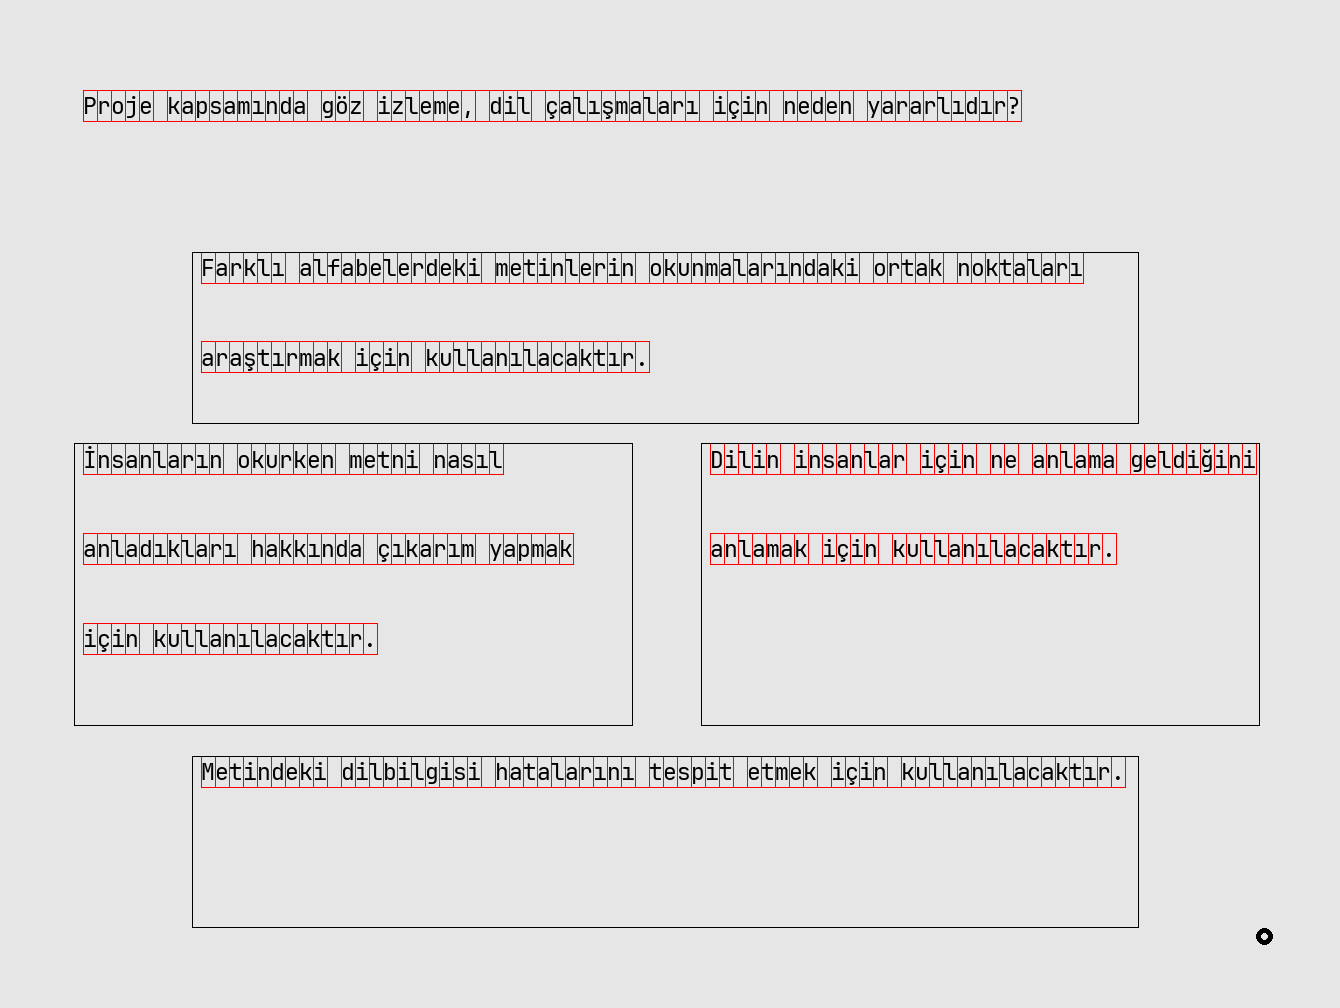 Proje kapsamında göz izleme, dil çalışmaları için neden yararlıdır?
Farklı alfabelerdeki metinlerin okunmalarındaki ortak noktaları
araştırmak için kullanılacaktır.
İnsanların okurken metni nasıl
anladıkları hakkında çıkarım yapmak
için kullanılacaktır.
Dilin insanlar için ne anlama geldiğini
anlamak için kullanılacaktır.
Metindeki dilbilgisi hatalarını tespit etmek için kullanılacaktır.